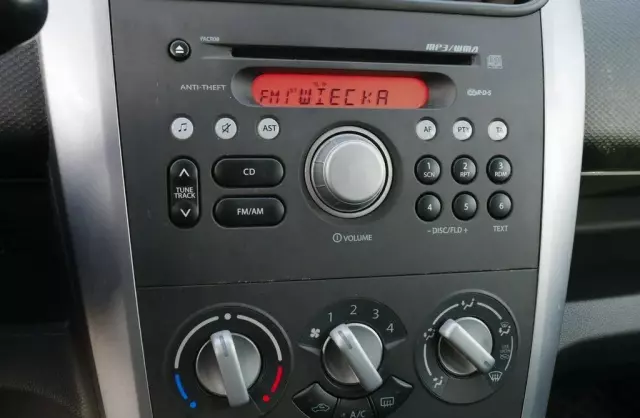 PACTOR
MP3/WMA
ANTI-THEFT
FM1 WIECKA
R·D·S
AST
AF
PTY
TUNE
TRACK
CD
FM/AM
1
SCN
2
RPT
3
RDM
4
5
6
- DISC/FLD +
TEXT
VOLUME
1
2
3
4
A/C